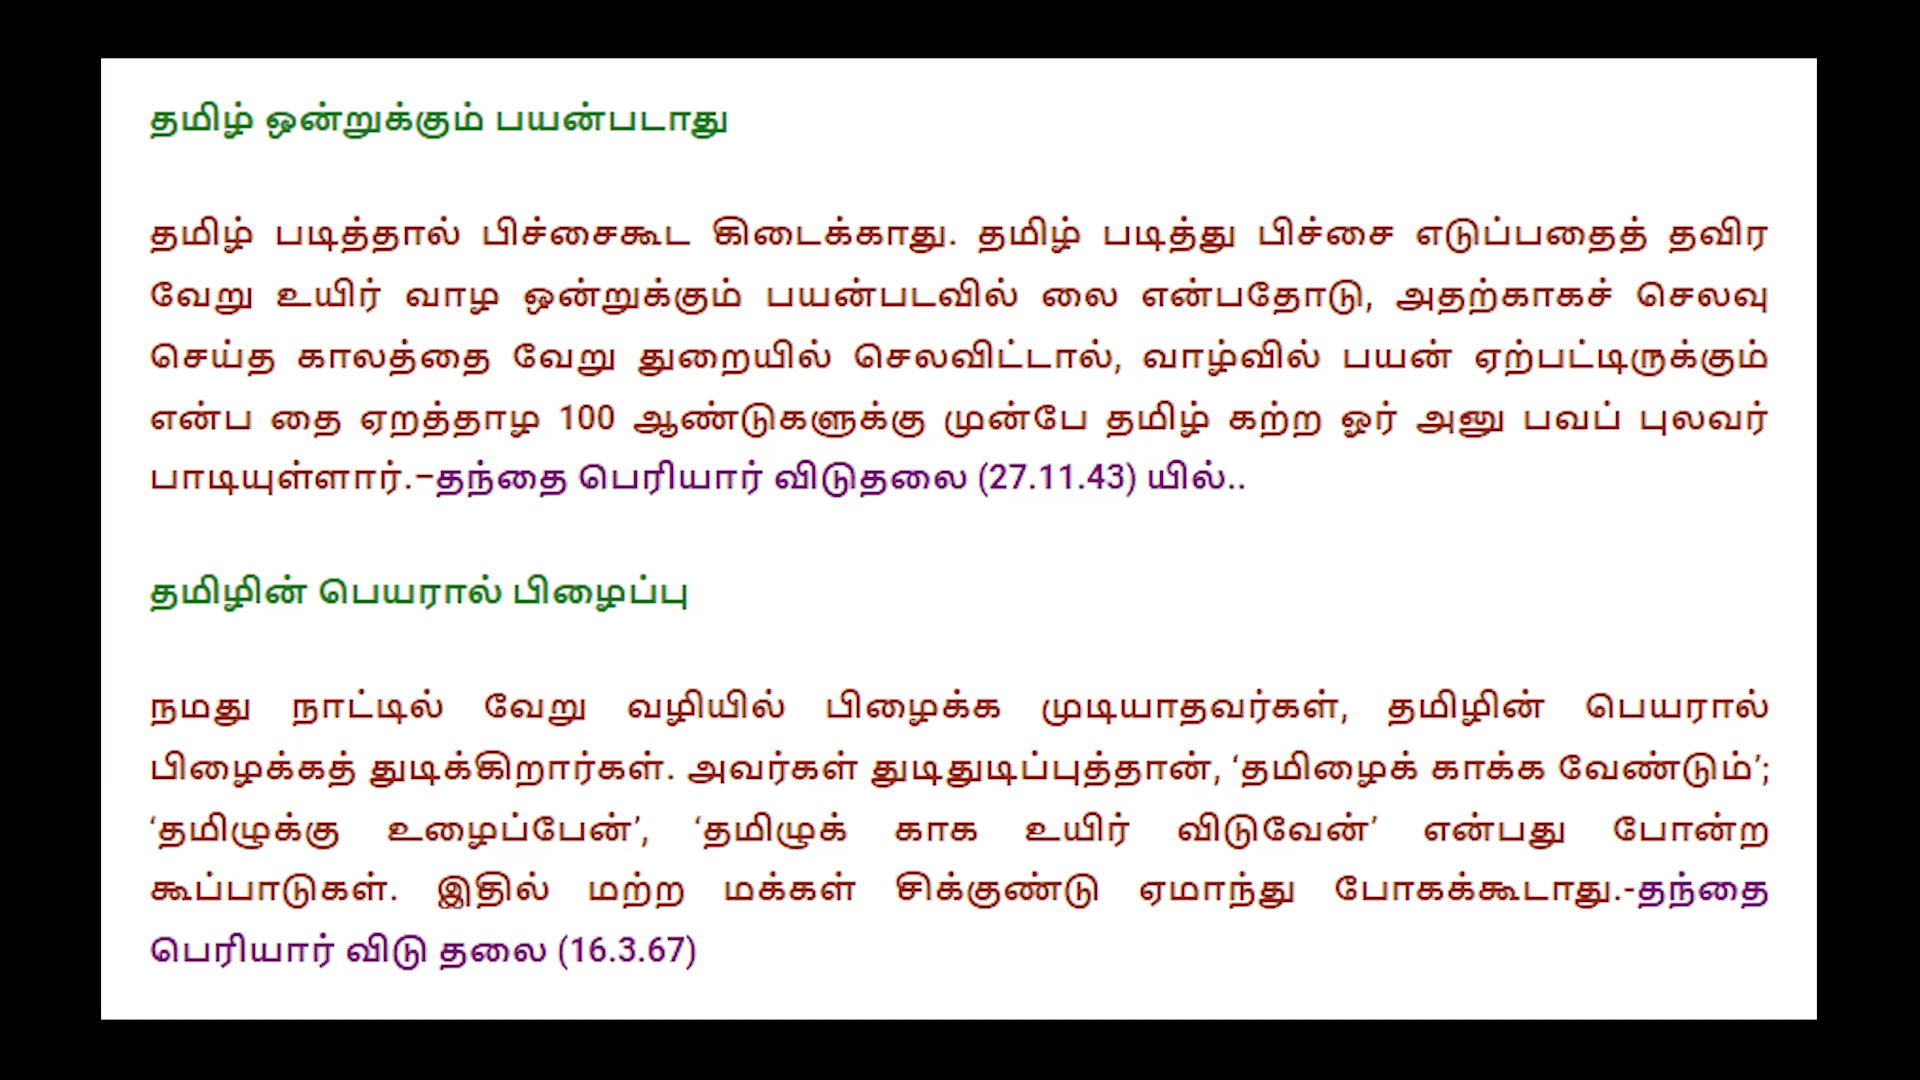 தமிழ் ஒன்றுக்கும் பயன்படாது
தமிழ் படித்தால் பிச்சைகூட கிடைக்காது. தமிழ் படித்து பிச்சை எடுப்பதைத் தவிர
வேறு உயிர் வாழ ஒன்றுக்கும் பயன்படவில் லை என்பதோடு, அதற்காகச் செலவு
செய்த காலத்தை வேறு துறையில் செலவிட்டால், வாழ்வில் பயன் ஏற்பட்டிருக்கும்
என்ப தை ஏறத்தாழ 100 ஆண்டுகளுக்கு முன்பே தமிழ் கற்ற ஓர் அனு பவப் புலவர்
பாடியுள்ளார்.–தந்தை பெரியார் விடுதலை (27.11.43) யில்..
தமிழின் பெயரால் பிழைப்பு
நமது நாட்டில் வேறு வழியில் பிழைக்க முடியாதவர்கள், தமிழின் பெயரால்
பிழைக்கத் துடிக்கிறார்கள். அவர்கள் துடிதுடிப்புத்தான், ‘தமிழைக் காக்க வேண்டும்’;
‘தமிழுக்கு உழைப்பேன்’, ‘தமிழுக் காக உயிர் விடுவேன்’ என்பது போன்ற
கூப்பாடுகள். இதில் மற்ற மக்கள் சிக்குண்டு ஏமாந்து போகக்கூடாது.-தந்தை
பெரியார் விடு தலை (16.3.67)